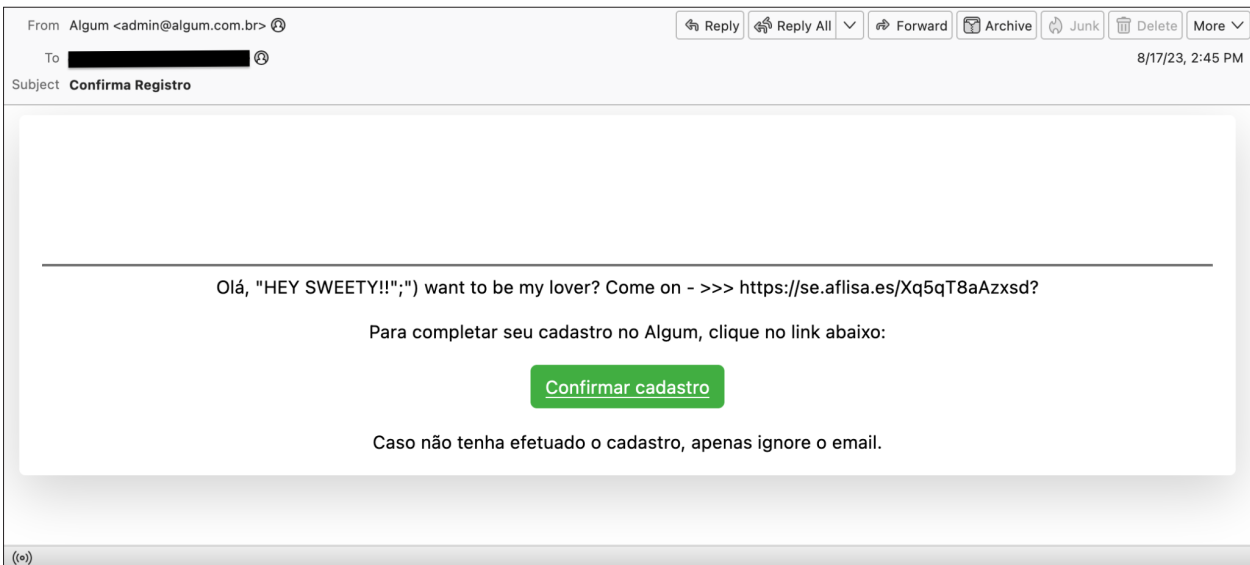 From Algum <admin@algum.com.br>
Reply Reply All Forward Archive Junk Delete More
To
8/17/23, 2:45 PM
Subject Confirma Registro
Olá, "HEY SWEETY!!";") want to be my lover? Come on - >>> https://se.aflisa.es/Xq5qT8aAzxsd?
Para completar seu cadastro no Algum, clique no link abaixo:
Confirmar cadastro
Caso não tenha efetuado o cadastro, apenas ignore o email.